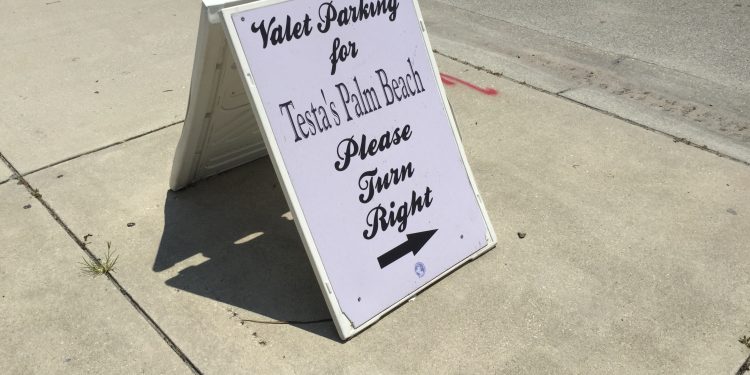 Valet Parking
for
Testa's Palm Beach
Please
Turn
Right